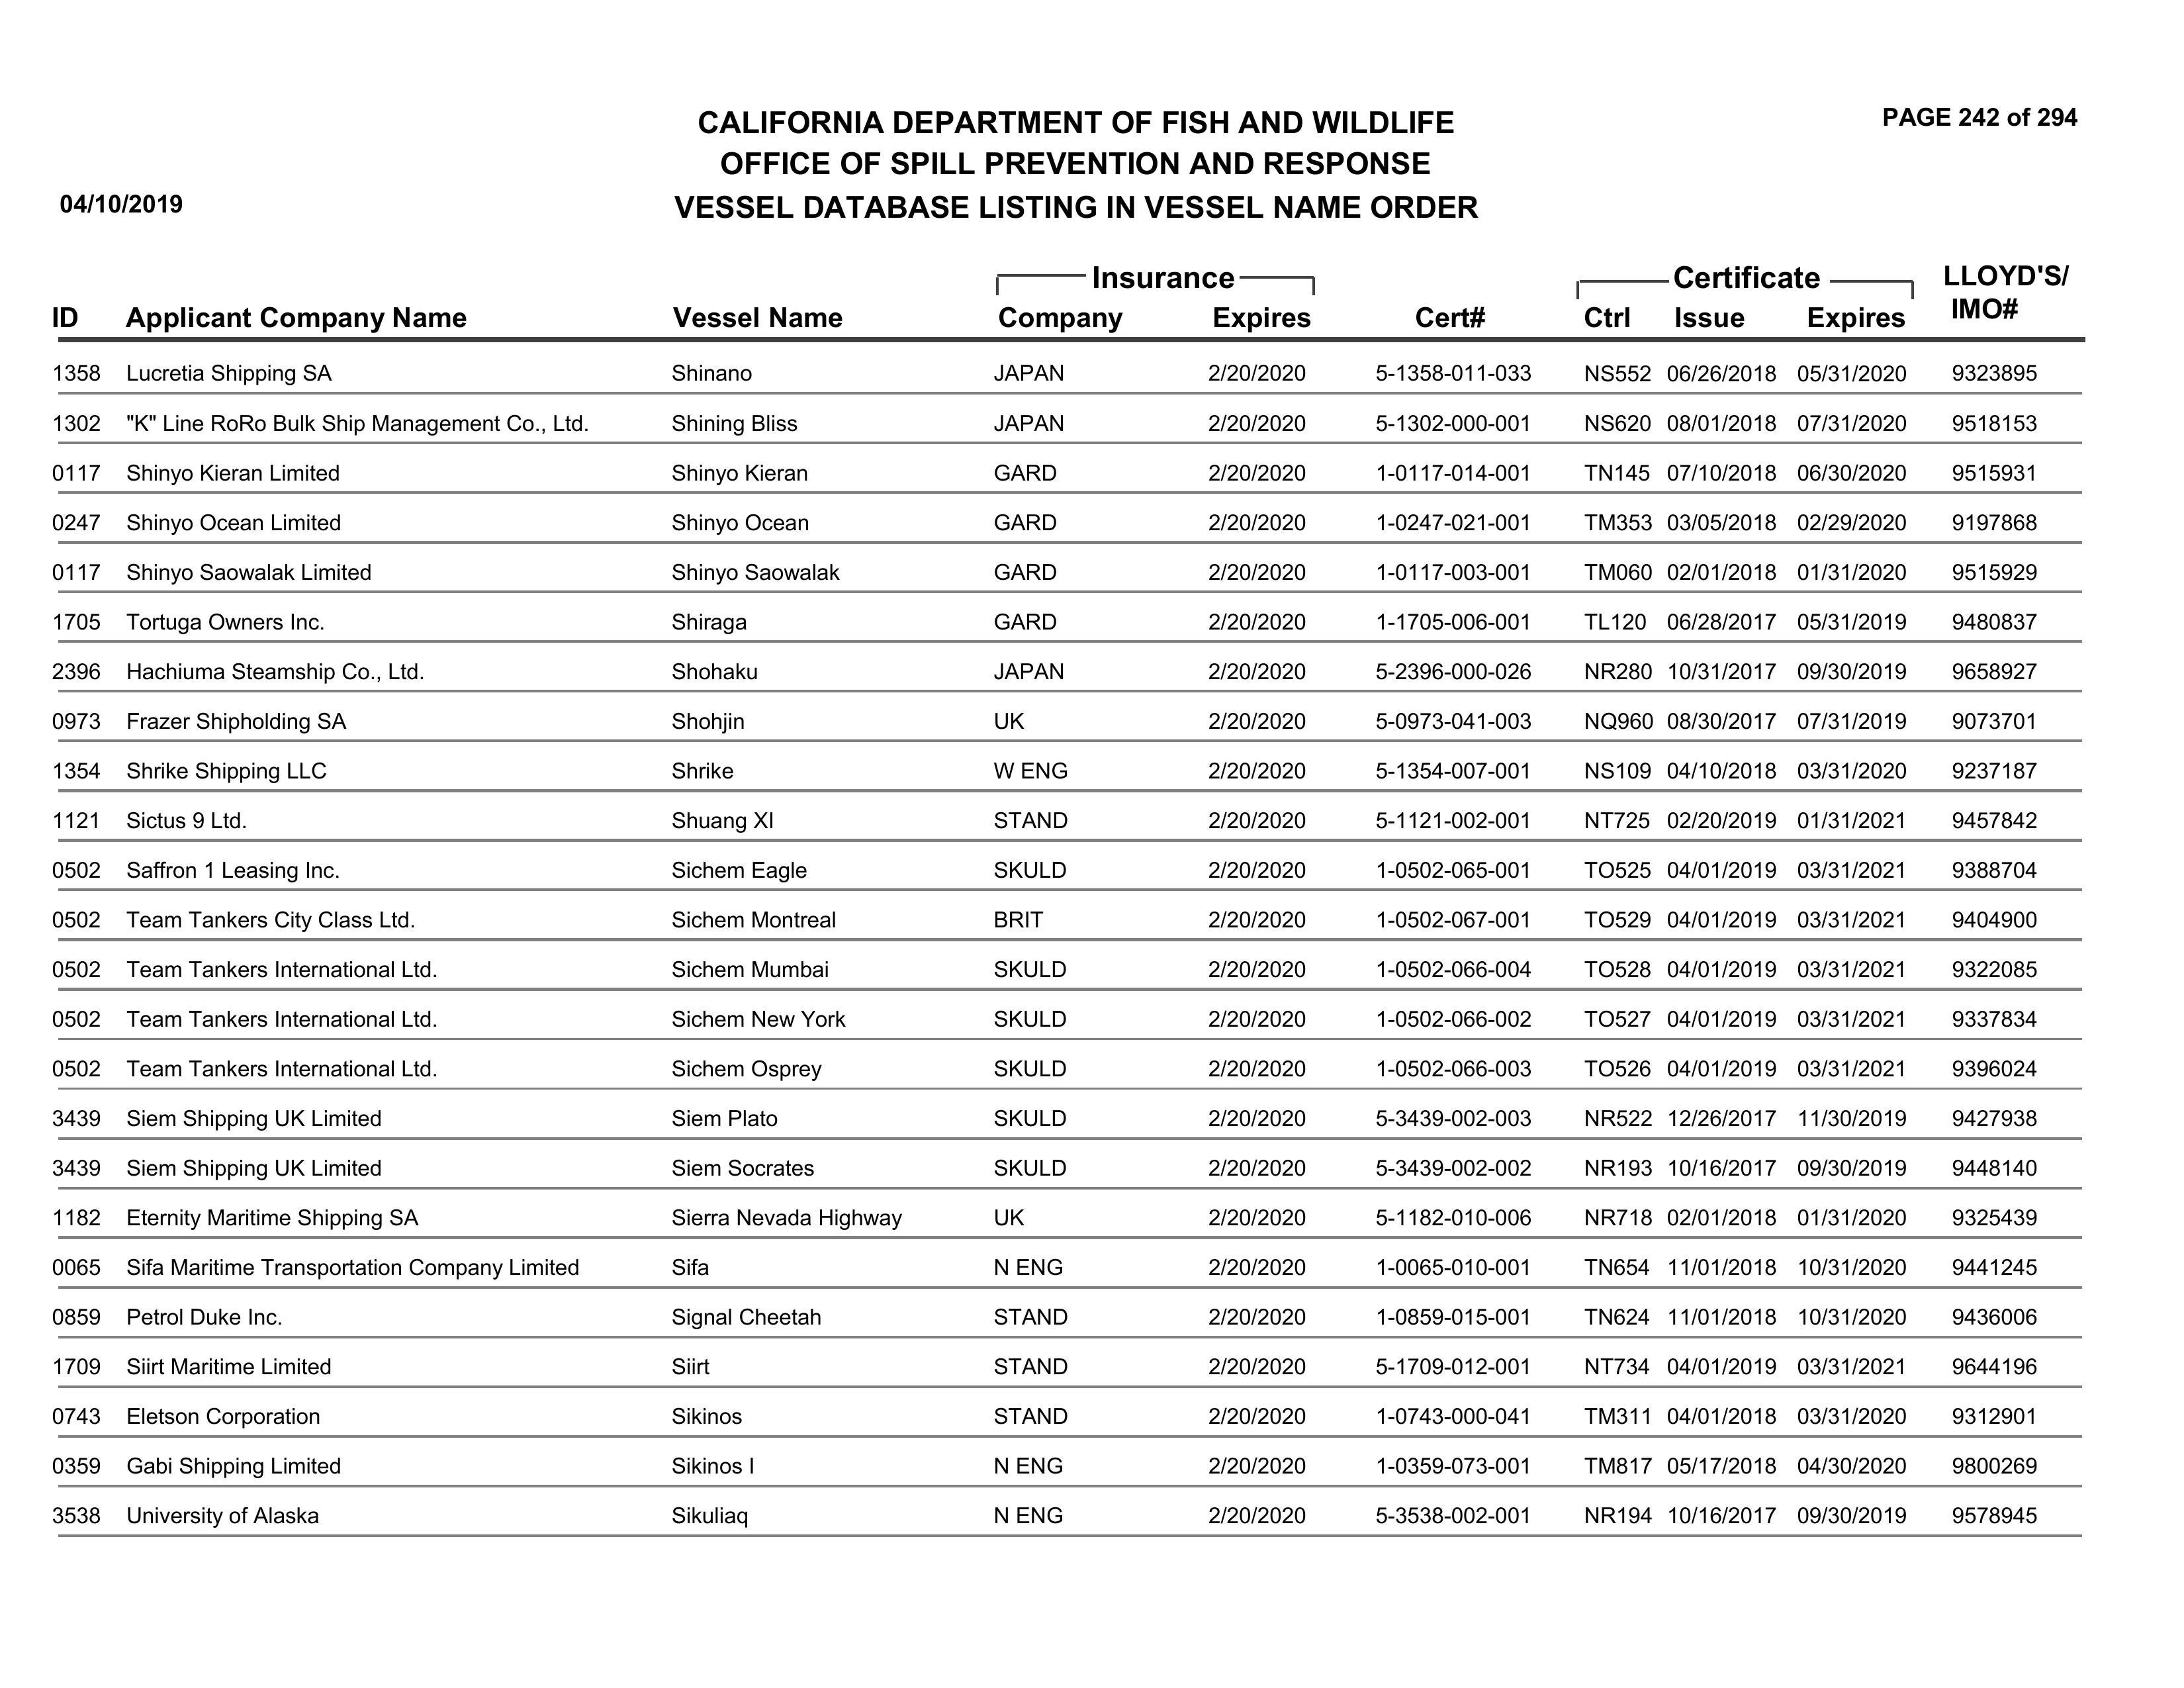 CALIFORNIA DEPARTMENT OF FISH AND WILDLIFE
PAGE 242 of 294
OFFICE OF SPILL PREVENTION AND RESPONSE
04/10/2019
VESSEL DATABASE LISTING IN VESSEL NAME ORDER
Insurance Certificate LLOYD'S/
ID Applicant Company Name Vessel Name Company Expires Cert# Ctrl Issue Expires IMO#
1358 Lucretia Shipping SA Shinano JAPAN 2/20/2020 5-1358-011-033 NS552 06/26/2018 05/31/2020 9323895
1302 "K" Line RoRo Bulk Ship Management Co., Ltd. Shining Bliss JAPAN 2/20/2020 5-1302-000-001 NS620 08/01/2018 07/31/2020 9518153
0117 Shinyo Kieran Limited Shinyo Kieran GARD 2/20/2020 1-0117-014-001 TN145 07/10/2018 06/30/2020 9515931
0247 Shinyo Ocean Limited Shinyo Ocean GARD 2/20/2020 1-0247-021-001 TM353 03/05/2018 02/29/2020 9197868
0117 Shinyo Saowalak Limited Shinyo Saowalak GARD 2/20/2020 1-0117-003-001 TM060 02/01/2018 01/31/2020 9515929
1705 Tortuga Owners Inc. Shiraga GARD 2/20/2020 1-1705-006-001 TL120 06/28/2017 05/31/2019 9480837
2396 Hachiuma Steamship Co., Ltd. Shohaku JAPAN 2/20/2020 5-2396-000-026 NR280 10/31/2017 09/30/2019 9658927
0973 Frazer Shipholding SA Shohjin UK 2/20/2020 5-0973-041-003 NQ960 08/30/2017 07/31/2019 9073701
1354 Shrike Shipping LLC Shrike W ENG 2/20/2020 5-1354-007-001 NS109 04/10/2018 03/31/2020 9237187
1121 Sictus 9 Ltd. Shuang XI STAND 2/20/2020 5-1121-002-001 NT725 02/20/2019 01/31/2021 9457842
0502 Saffron 1 Leasing Inc. Sichem Eagle SKULD 2/20/2020 1-0502-065-001 TO525 04/01/2019 03/31/2021 9388704
0502 Team Tankers City Class Ltd. Sichem Montreal BRIT 2/20/2020 1-0502-067-001 TO529 04/01/2019 03/31/2021 9404900
0502 Team Tankers International Ltd. Sichem Mumbai SKULD 2/20/2020 1-0502-066-004 TO528 04/01/2019 03/31/2021 9322085
0502 Team Tankers International Ltd. Sichem New York SKULD 2/20/2020 1-0502-066-002 TO527 04/01/2019 03/31/2021 9337834
0502 Team Tankers International Ltd. Sichem Osprey SKULD 2/20/2020 1-0502-066-003 TO526 04/01/2019 03/31/2021 9396024
3439 Siem Shipping UK Limited Siem Plato SKULD 2/20/2020 5-3439-002-003 NR522 12/26/2017 11/30/2019 9427938
3439 Siem Shipping UK Limited Siem Socrates SKULD 2/20/2020 5-3439-002-002 NR193 10/16/2017 09/30/2019 9448140
1182 Eternity Maritime Shipping SA Sierra Nevada Highway UK 2/20/2020 5-1182-010-006 NR718 02/01/2018 01/31/2020 9325439
0065 Sifa Maritime Transportation Company Limited Sifa N ENG 2/20/2020 1-0065-010-001 TN654 11/01/2018 10/31/2020 9441245
0859 Petrol Duke Inc. Signal Cheetah STAND 2/20/2020 1-0859-015-001 TN624 11/01/2018 10/31/2020 9436006
1709 Siirt Maritime Limited Siirt STAND 2/20/2020 5-1709-012-001 NT734 04/01/2019 03/31/2021 9644196
0743 Eletson Corporation Sikinos STAND 2/20/2020 1-0743-000-041 TM311 04/01/2018 03/31/2020 9312901
0359 Gabi Shipping Limited Sikinos I N ENG 2/20/2020 1-0359-073-001 TM817 05/17/2018 04/30/2020 9800269
3538 University of Alaska Sikuliaq N ENG 2/20/2020 5-3538-002-001 NR194 10/16/2017 09/30/2019 9578945